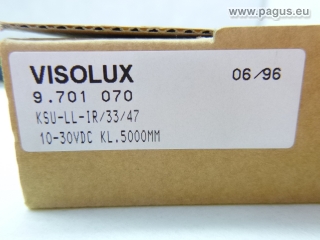 www.pagus.eu
VISOLUX 06/96
9.701 070
KSU-LL-IR/33/47
10-30VDC KL.5000MM